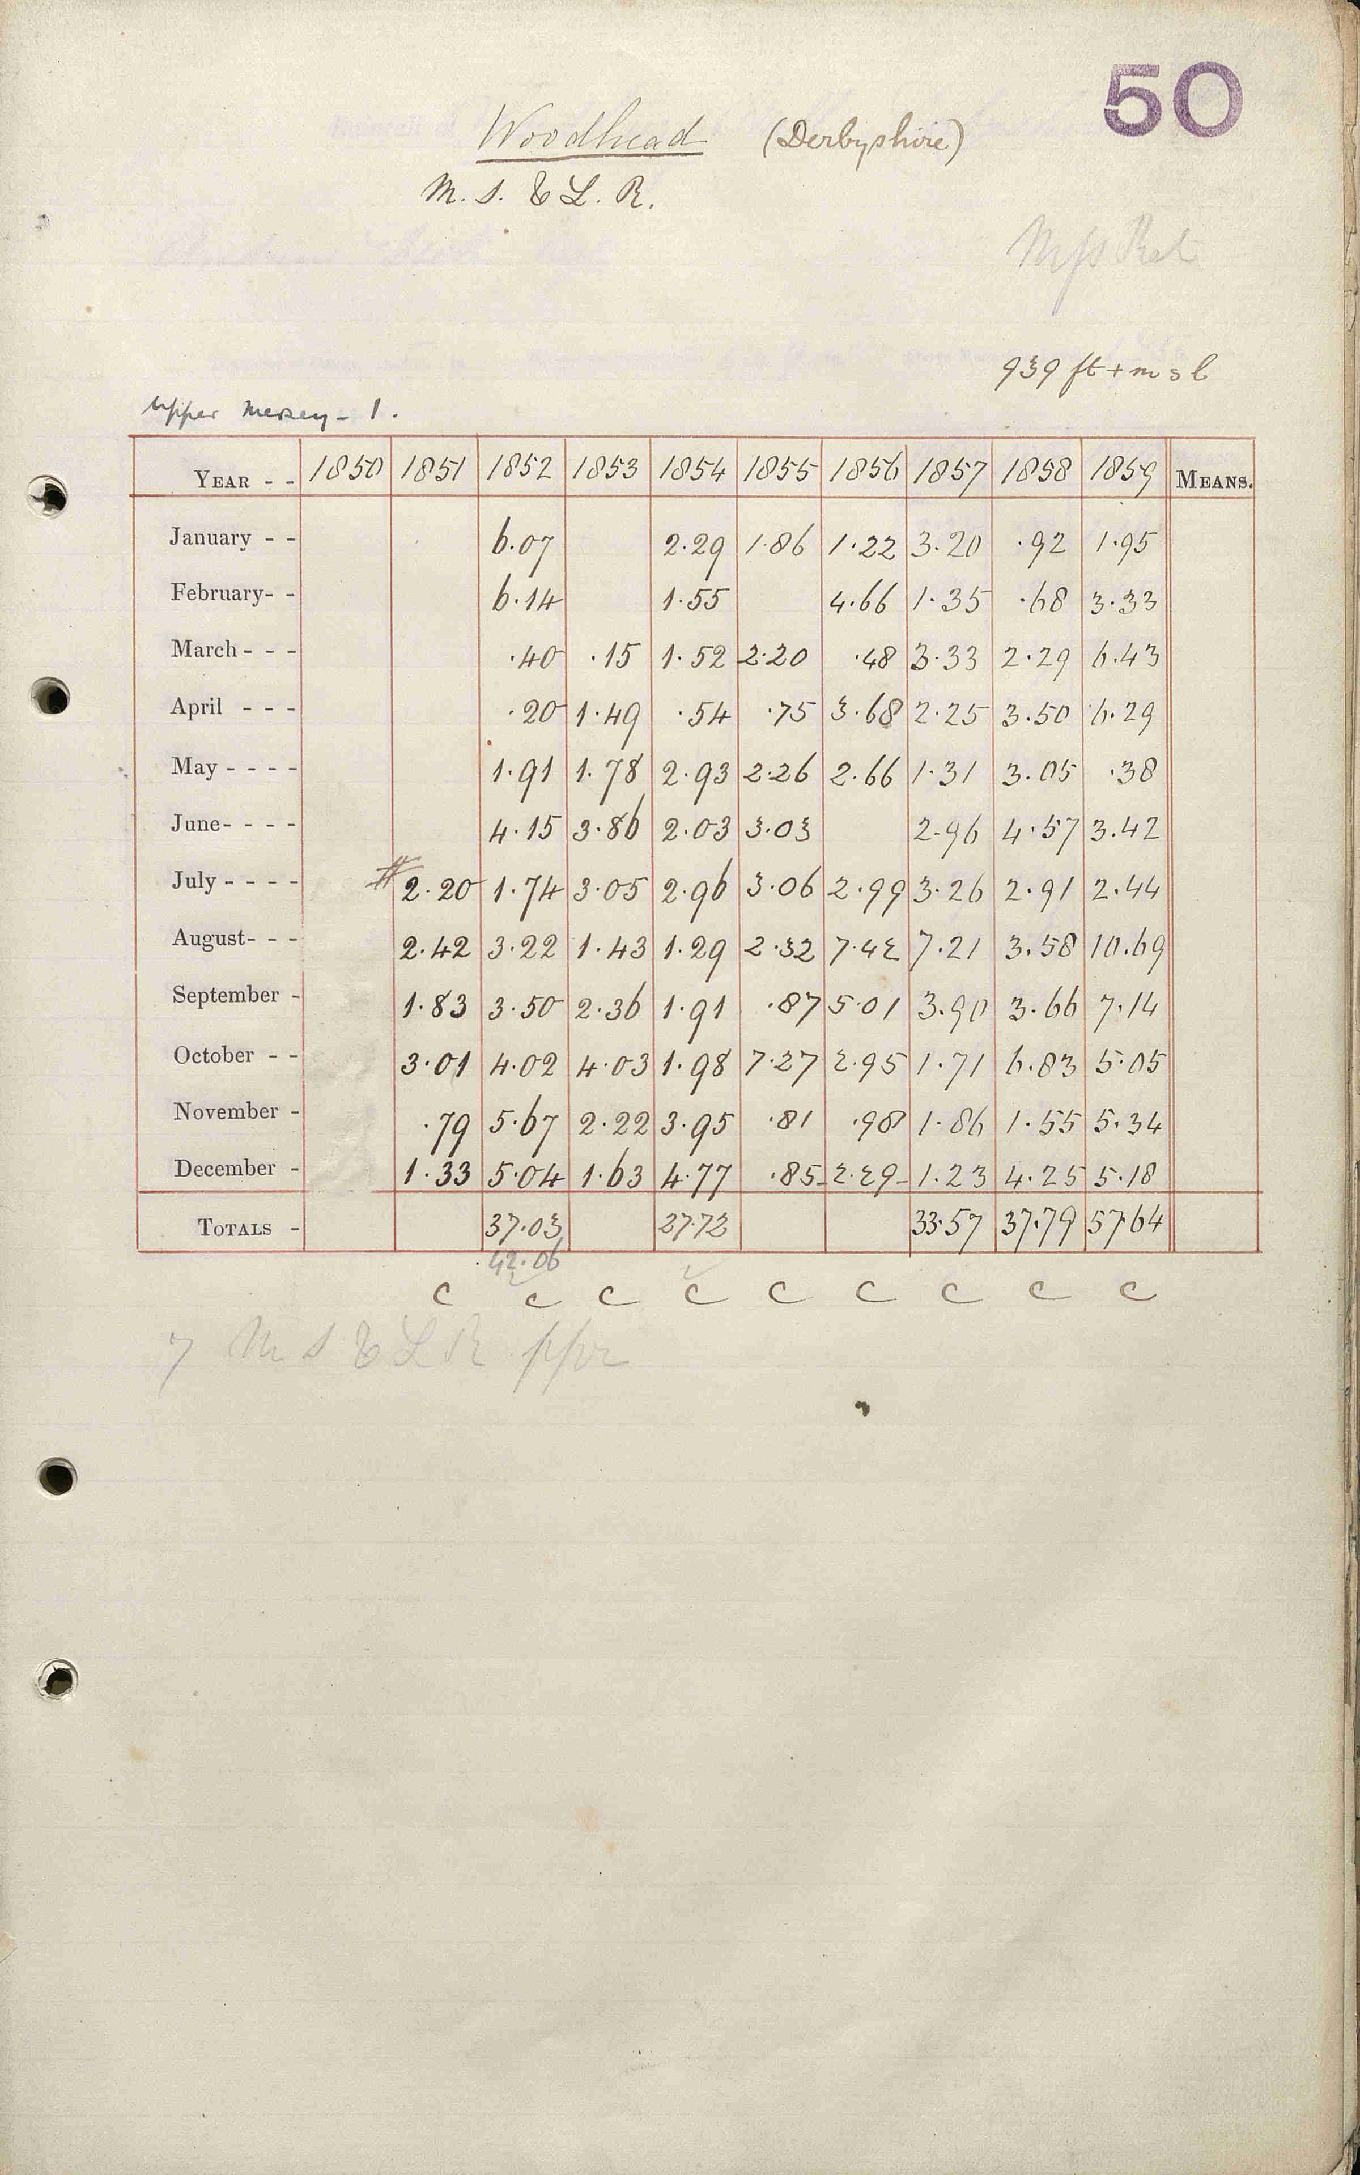 50
Woodhead (Derbyshire)
M. S. & L. R.
Mss Ret
939 ft + m s l
Upper Mersey - 1.
YEAR - - 1850 1851 1852 1853 1854 1855 1856 1857 1858 1859 MEANS.
January - - 6.07 2.29 1.86 1.22 3.20 .92 1.95
February- - 6.14 1.55 4.66 1.35 .68 3.33
March - - - .40 .15 1.52 2.20 .48 3.33 2.29 6.43
April - - - .20 1.49 .54 .75 3.68 2.25 3.50 6.29
May - - - - 1.91 1.78 2.93 2.26 2.66 1.31 3.05 .38
June- - - - 4.15 3.86 2.03 3.03 2.96 4.57 3.42
July - - - - # 2.20 1.74 3.05 2.96 3.06 2.99 3.26 2.91 2.44
August- - - 2.42 3.22 1.43 1.29 2.32 7.42 7.21 3.58 10.69
September - 1.83 3.50 2.36 1.91 .87 5.01 3.90 3.66 7.14
October - - 3.01 4.02 4.03 1.98 7.27 2.95 1.71 6.83 5.05
November - .79 5.67 2.22 3.95 .81 .98 1.86 1.55 5.34
December - 1.33 5.04 1.63 4.77 .85 2.29 1.23 4.25 5.18
TOTALS - 37.03 27.72 33.57 37.79 57.64
42.06
c c c c c c c c c
7 M S & L R ppr